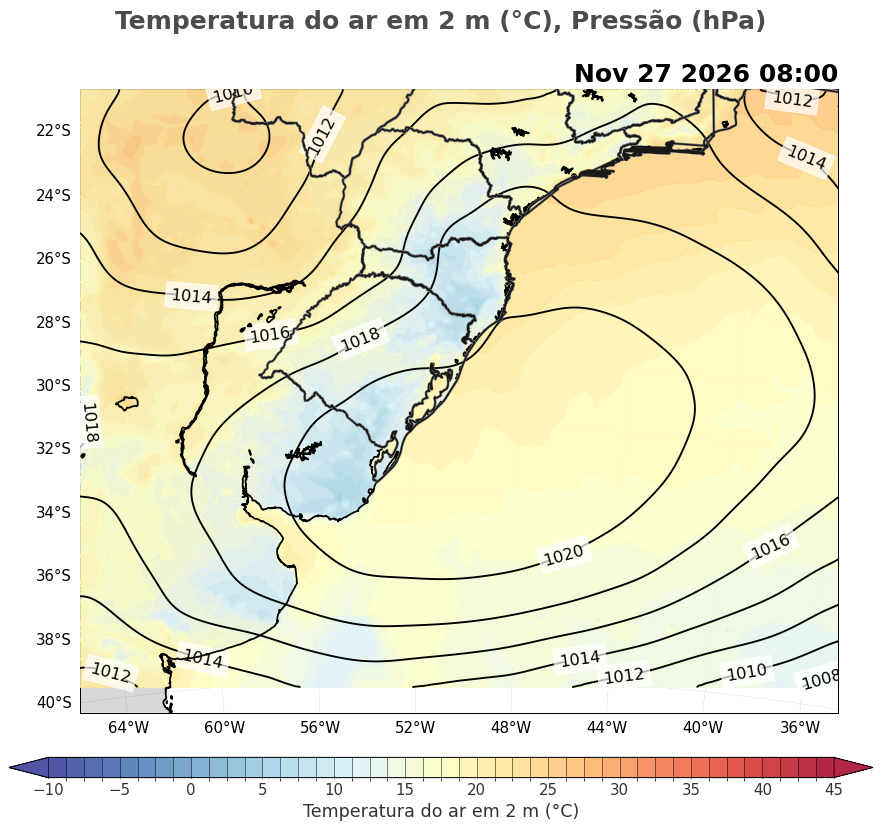 Temperatura do ar em 2 m (°C), Pressão (hPa)
Nov 27 2026 08:00
1010
1012
1012
1014
22°S
24°S
26°S
28°S
30°S
32°S
34°S
36°S
38°S
40°S
1014
1016
1018
1018
1020
1016
1014
1012
1014
1012
1010
1008
64°W 60°W 56°W 52°W 48°W 44°W 40°W 36°W
−10 −5 0 5 10 15 20 25 30 35 40 45
Temperatura do ar em 2 m (°C)